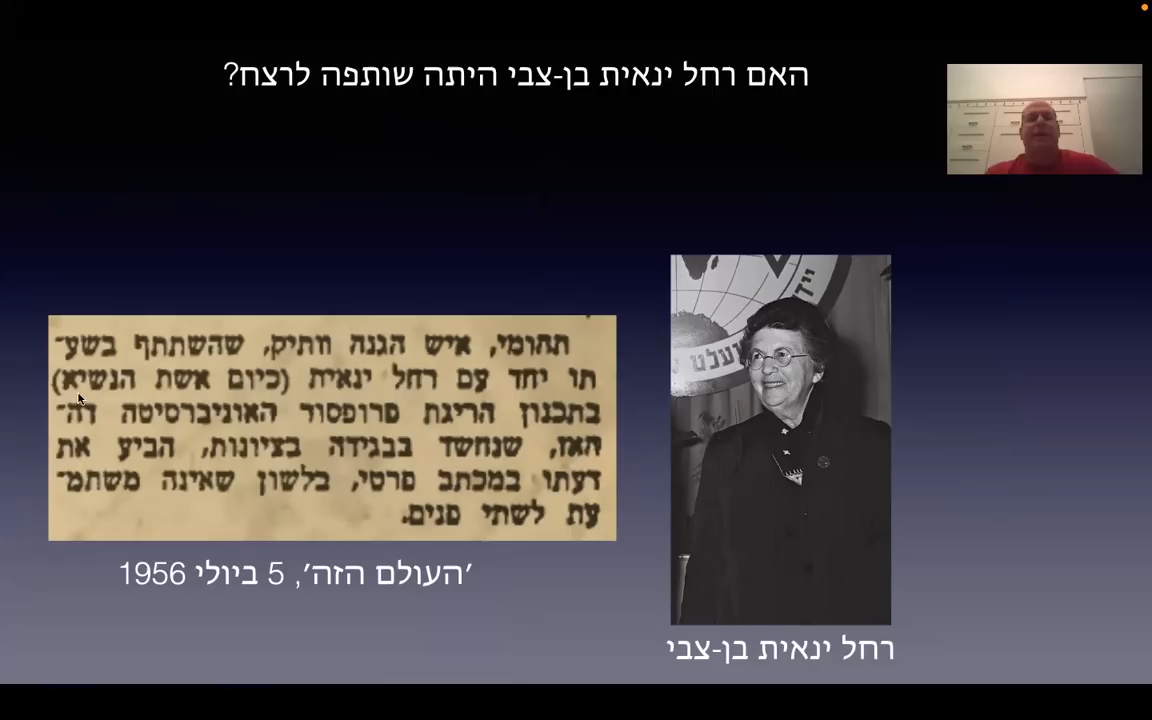 האם רחל ינאית בן-צבי היתה שותפה לרצח?
תהומי, איש הגנה וותיק, שהשתתף בשע־
תו יחד עם רחל ינאית (כיום אשת הנשיא)
בתכנון הריגת פרופסור האוניברסיטה דה־
האז, שנחשד בבגידה בציונות, הביע את
דעתו במכתב פרטי, בלשון שאינה משתמ־
עת לשתי פנים.
'העולם הזה', 5 ביולי 1956
רחל ינאית בן-צבי